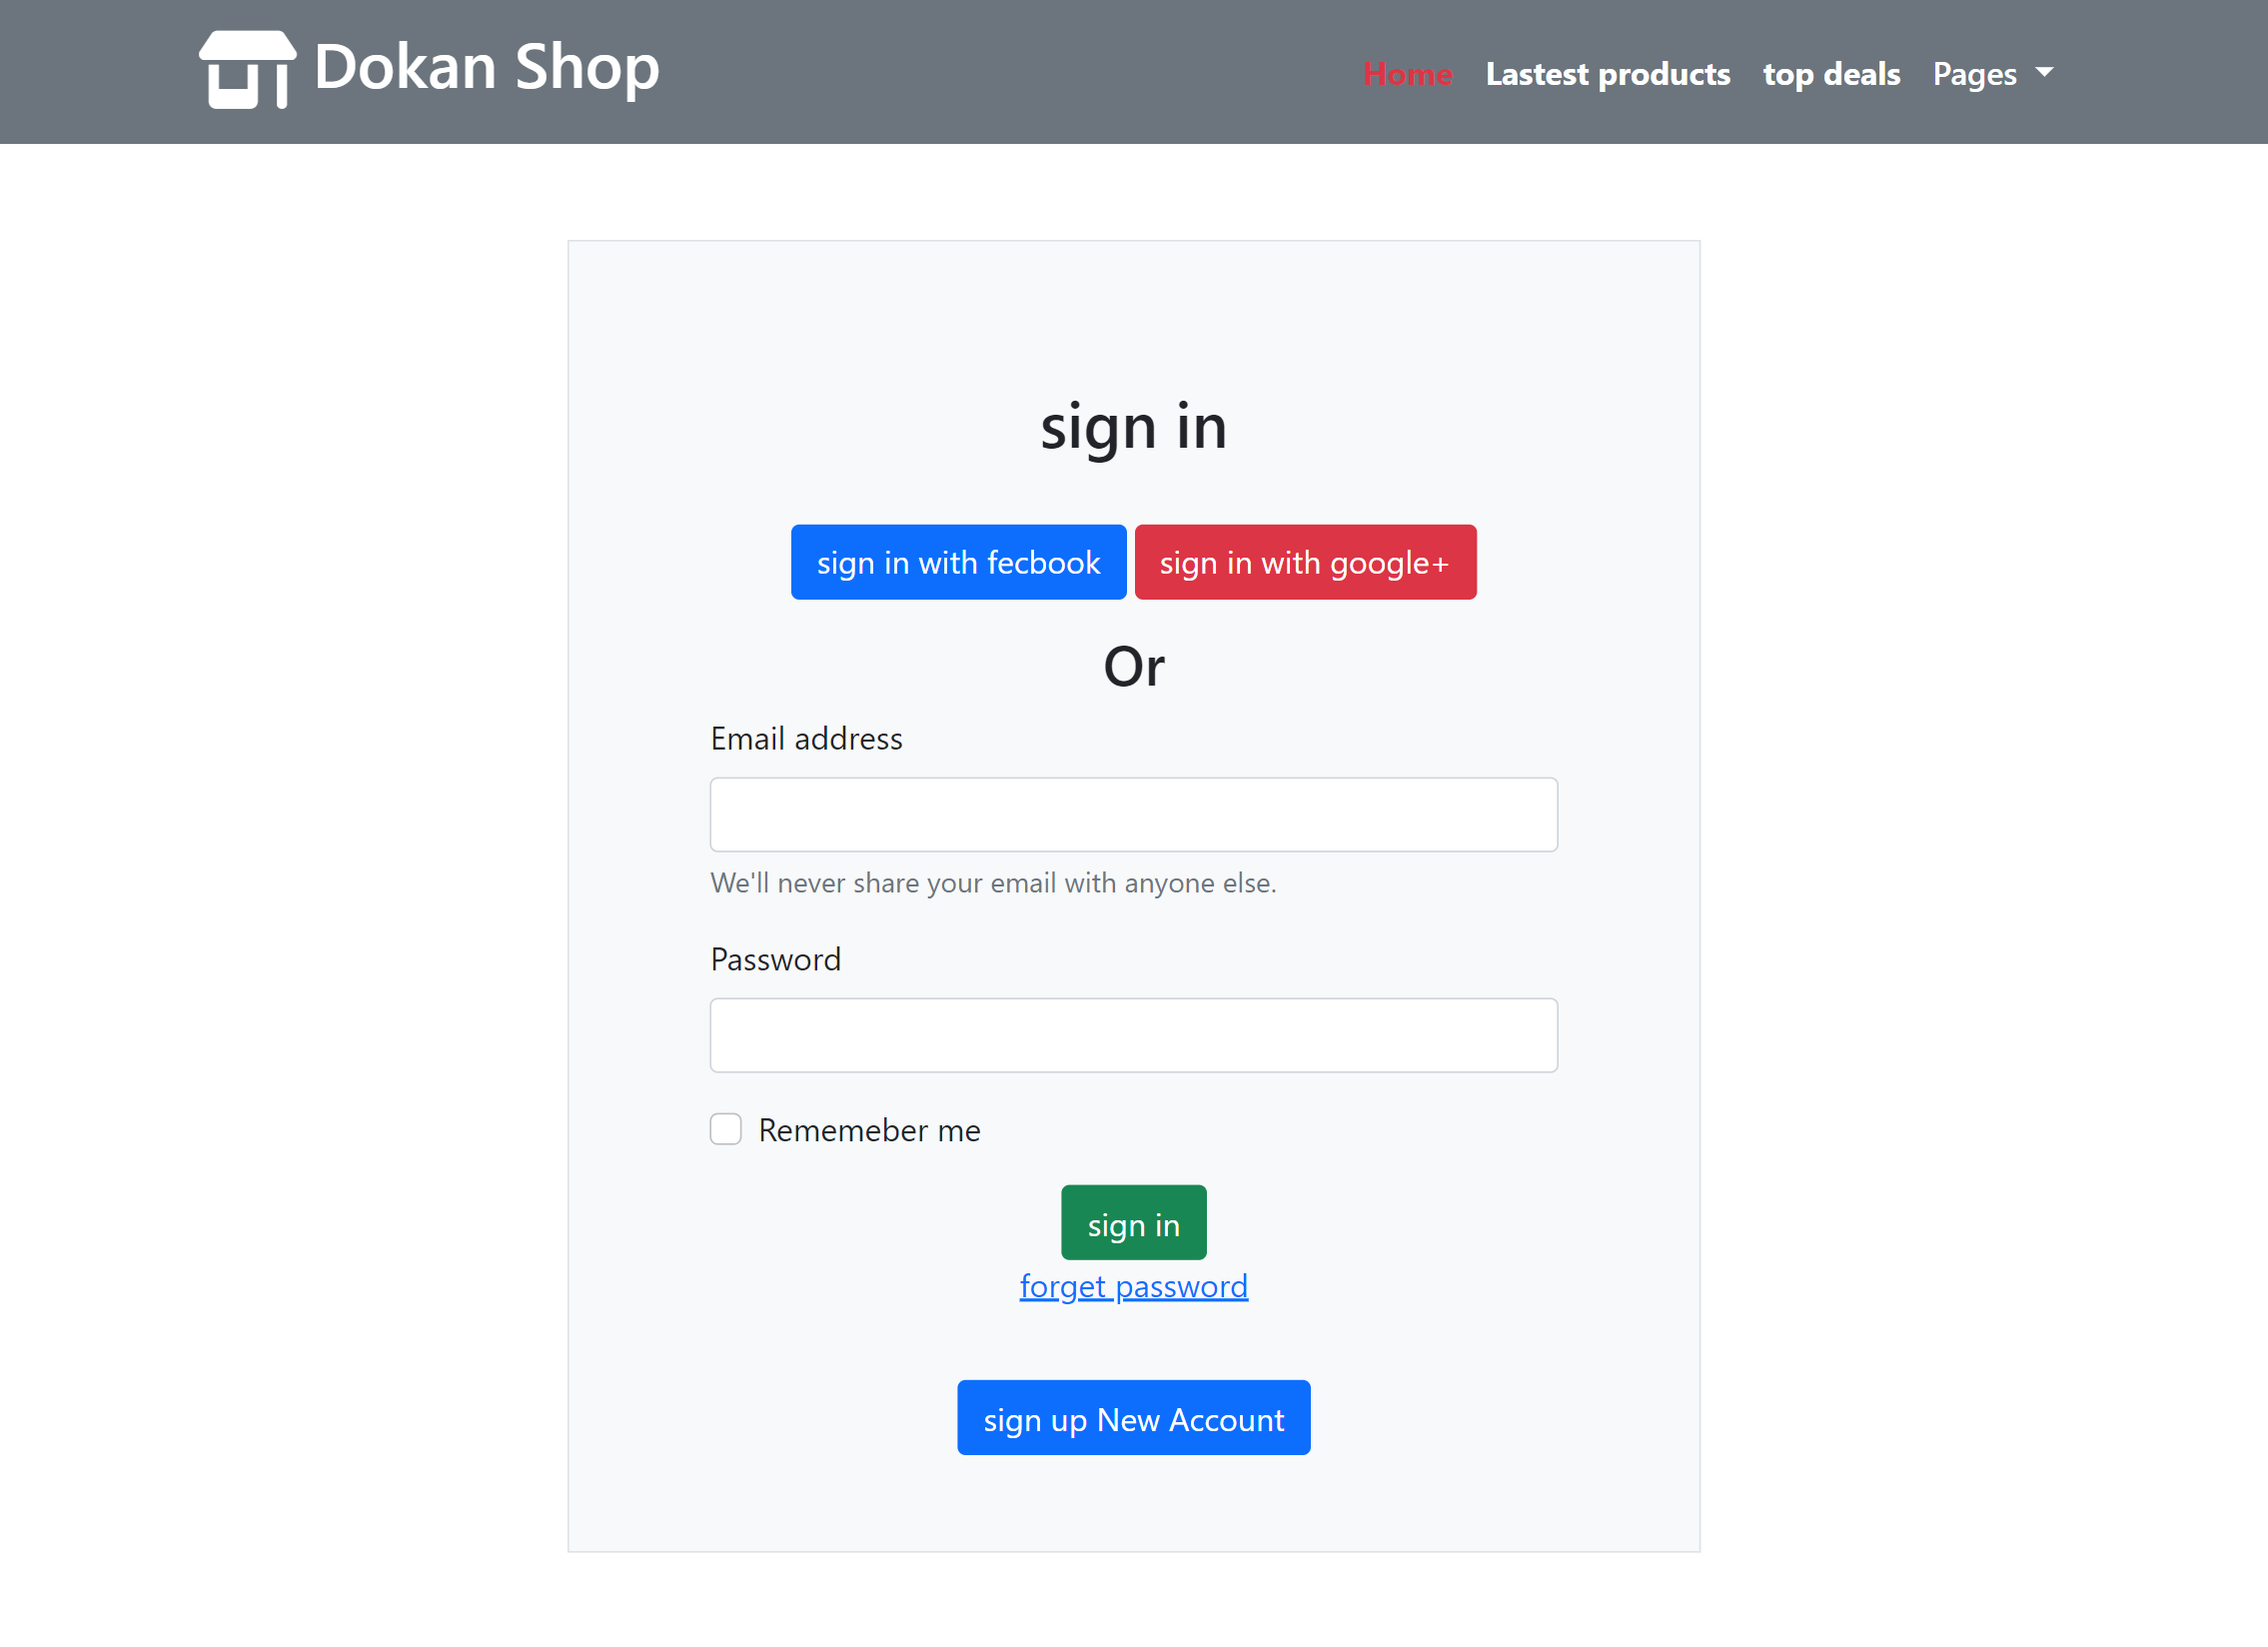 Dokan Shop
Home Lastest products top deals Pages
sign in
sign in with fecbook sign in with google+
Or
Email address
We'll never share your email with anyone else.
Password
Rememeber me
sign in
forget password
sign up New Account